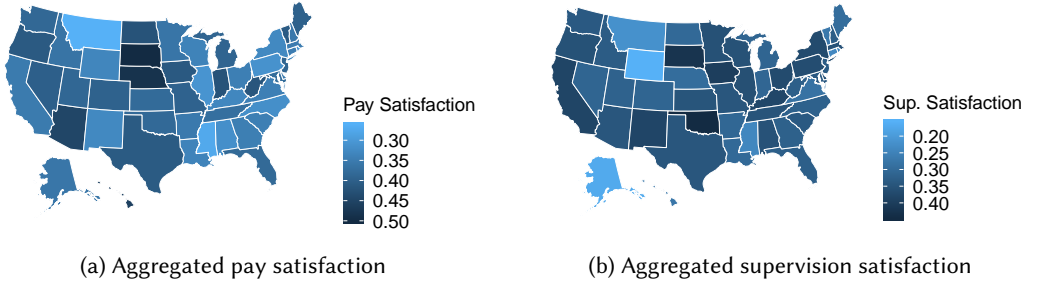 Pay Satisfaction
0.30
0.35
0.40
0.45
0.50
(a) Aggregated pay satisfaction
Sup. Satisfaction
0.20
0.25
0.30
0.35
0.40
(b) Aggregated supervision satisfaction